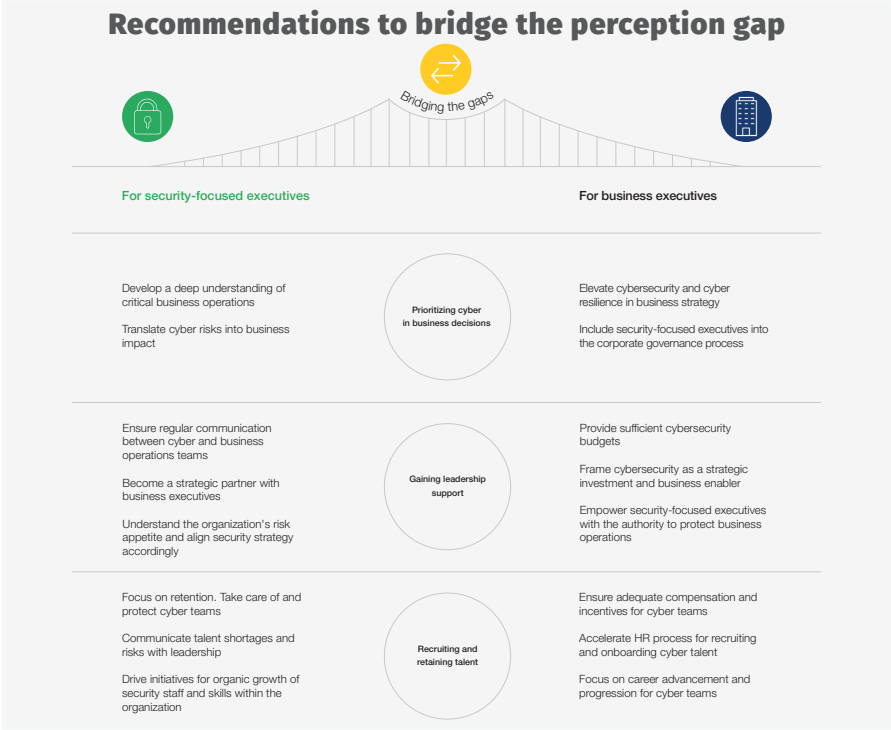 Recommendations to bridge the perception gap
Bridging the gaps
For security-focused executives
For business executives
Develop a deep understanding of
critical business operations
Translate cyber risks into business
impact
Prioritizing cyber
in business decisions
Elevate cybersecurity and cyber
resilience in business strategy
Include security-focused executives into
the corporate governance process
Ensure regular communication
between cyber and business
operations teams
Become a strategic partner with
business executives
Understand the organization's risk
appetite and align security strategy
accordingly
Gaining leadership
support
Provide sufficient cybersecurity
budgets
Frame cybersecurity as a strategic
investment and business enabler
Empower security-focused executives
with the authority to protect business
operations
Focus on retention. Take care of and
protect cyber teams
Communicate talent shortages and
risks with leadership
Drive initiatives for organic growth of
security staff and skills within the
organization
Recruiting and
retaining talent
Ensure adequate compensation and
incentives for cyber teams
Accelerate HR process for recruiting
and onboarding cyber talent
Focus on career advancement and
progression for cyber teams